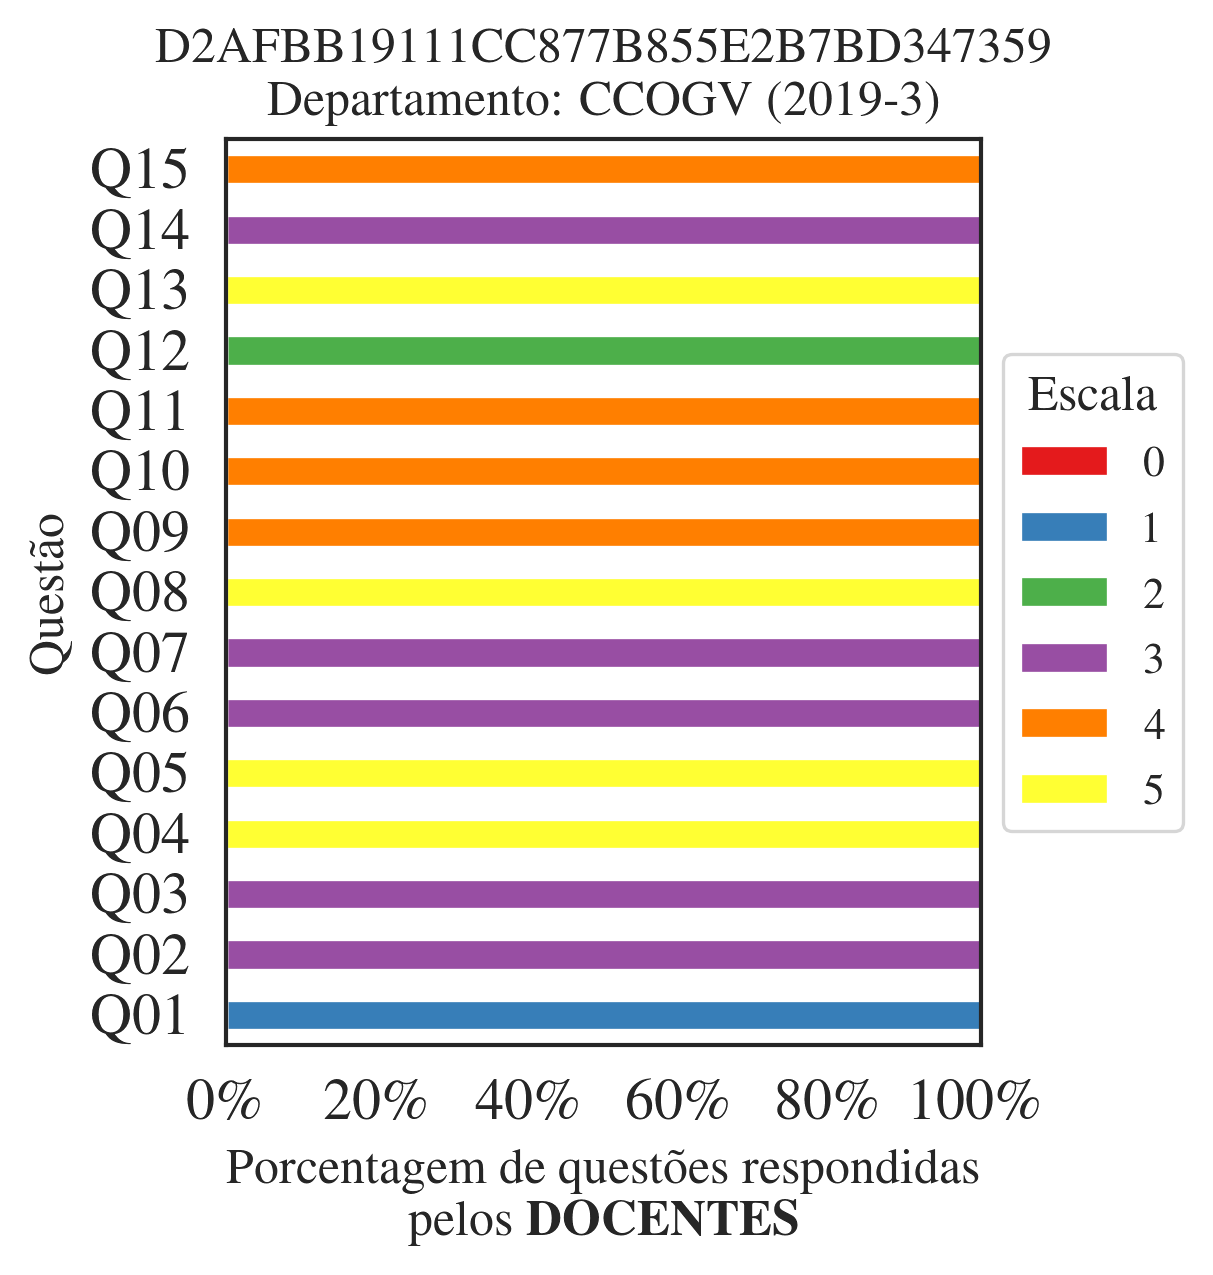 D2AFBB19111CC877B855E2B7BD347359
Departamento: CCOGV (2019-3)
Questão
Q15
Q14
Q13
Q12
Q11
Q10
Q09
Q08
Q07
Q06
Q05
Q04
Q03
Q02
Q01
0% 20% 40% 60% 80% 100%
Porcentagem de questões respondidas
pelos DOCENTES
Escala
0
1
2
3
4
5